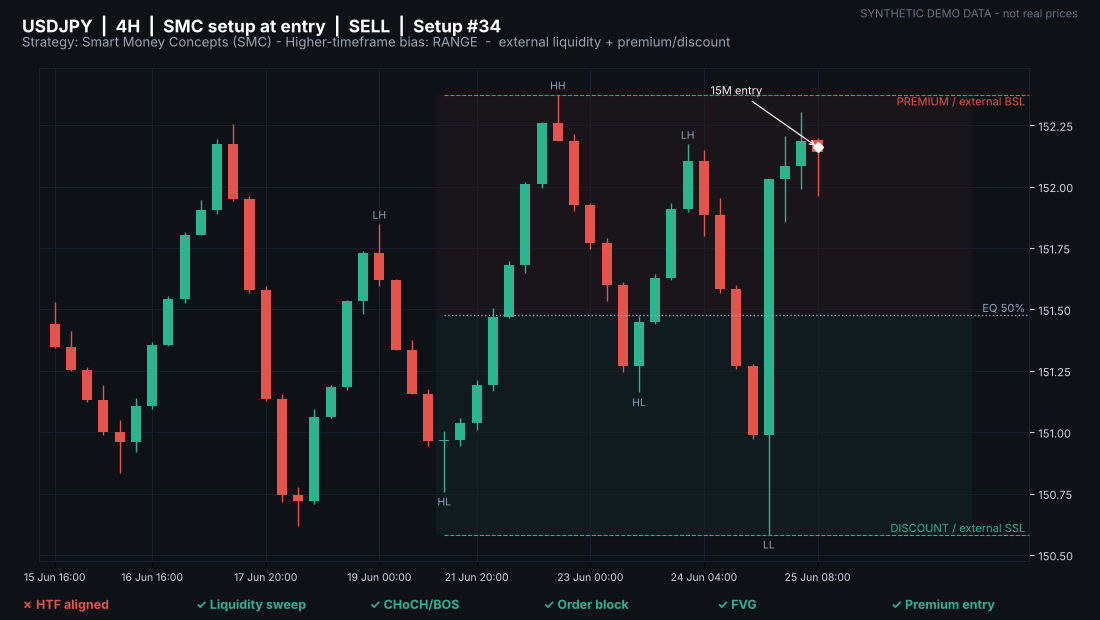 SYNTHETIC DEMO DATA - not real prices
USDJPY | 4H | SMC setup at entry | SELL | Setup #34
Strategy: Smart Money Concepts (SMC) - Higher-timeframe bias: RANGE - external liquidity + premium/discount
HH
15M entry
PREMIUM / external BSL
152.25
LH
152.00
LH
151.75
EQ 50%
151.50
151.25
HL
151.00
HL
150.75
DISCOUNT / external SSL
LL
150.50
15 Jun 16:00 16 Jun 16:00 17 Jun 20:00 19 Jun 00:00 21 Jun 20:00 23 Jun 00:00 24 Jun 04:00 25 Jun 08:00
× HTF aligned ✓ Liquidity sweep ✓ CHoCH/BOS ✓ Order block ✓ FVG ✓ Premium entry